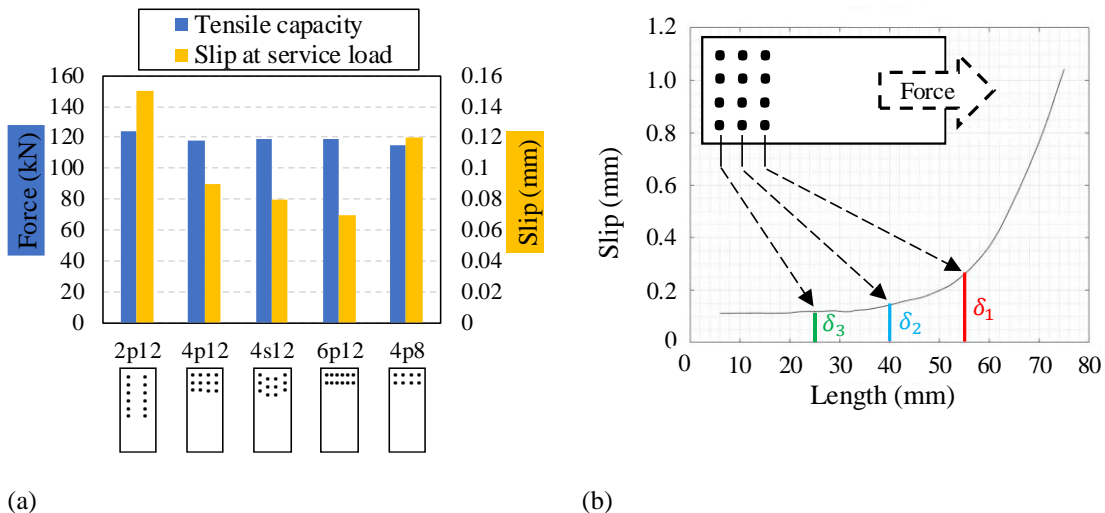 Tensile capacity
Slip at service load
Force (kN)
160
140
120
100
80
60
40
20
0
0.16
0.14
0.12
0.1
0.08
0.06
0.04
0.02
0
Slip (mm)
2p12 4p12 4s12 6p12 4p8
(a)
Slip (mm)
1.2
1.0
0.8
0.6
0.4
0.2
0
Force
δ3 δ2 δ1
0 10 20 30 40 50 60 70 80
Length (mm)
(b)